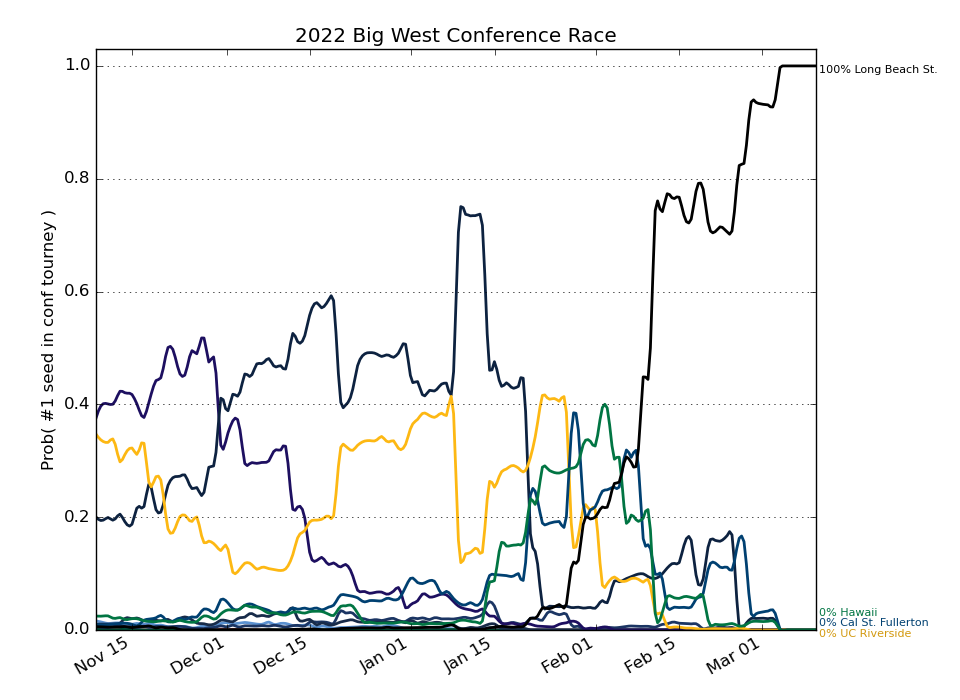 2022 Big West Conference Race
Prob( #1 seed in conf tourney )
1.0
0.8
0.6
0.4
0.2
0.0
Nov 15
Dec 01
Dec 15
Jan 01
Jan 15
Feb 01
Feb 15
Mar 01
100% Long Beach St.
0% Hawaii
0% Cal St. Fullerton
0% UC Riverside